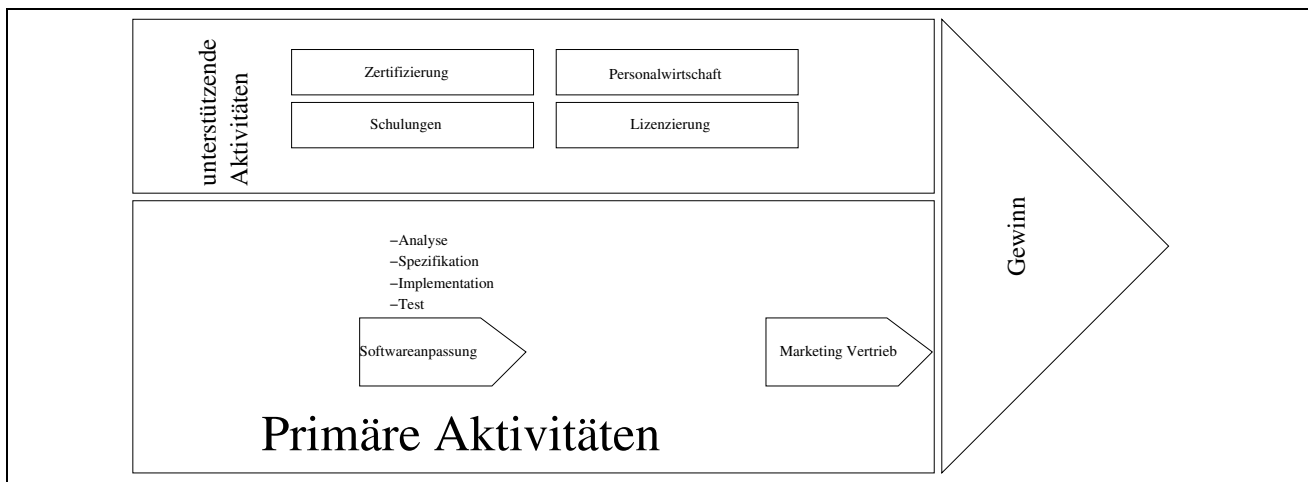 unterstützende
Aktivitäten
Zertifizierung
Personalwirtschaft
Schulungen
Lizenzierung
−Analyse
−Spezifikation
−Implementation
−Test
Softwareanpassung
Marketing Vertrieb
Primäre Aktivitäten
Gewinn